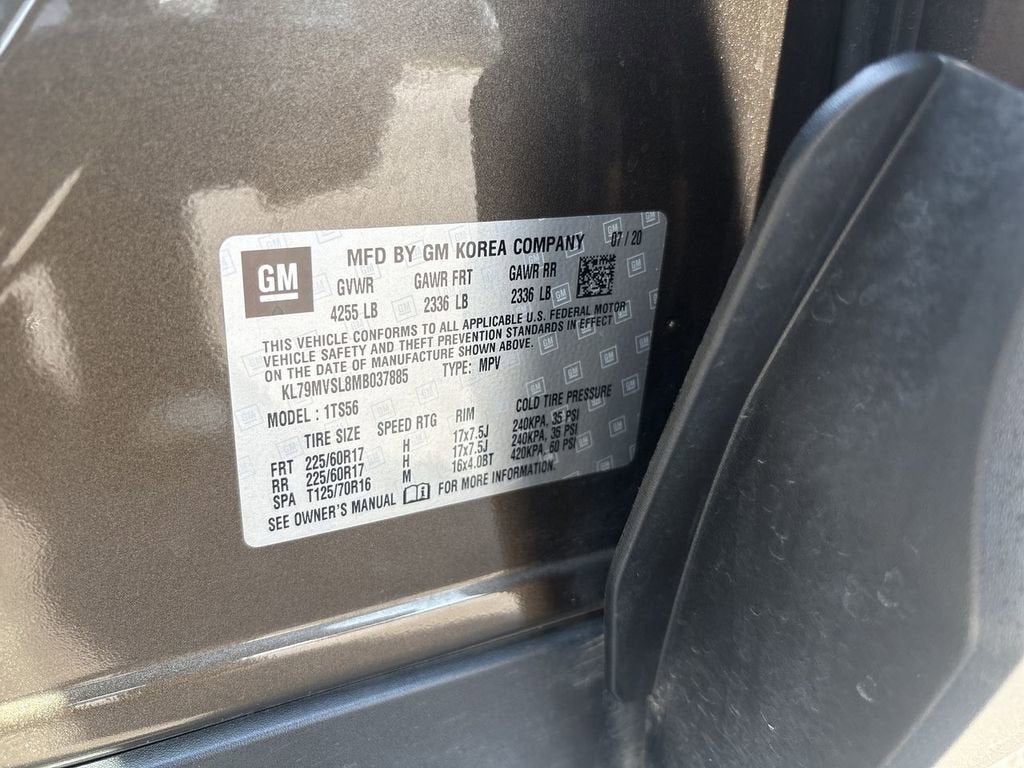 GM
MFD BY GM KOREA COMPANY 07 / 20
GVWR GAWR FRT GAWR RR
4255 LB 2336 LB 2336 LB
THIS VEHICLE CONFORMS TO ALL APPLICABLE U.S. FEDERAL MOTOR
VEHICLE SAFETY AND THEFT PREVENTION STANDARDS IN EFFECT
ON THE DATE OF MANUFACTURE SHOWN ABOVE.
KL79MVSL8MB037885 TYPE: MPV
MODEL : 1TS56
TIRE SIZE SPEED RTG RIM COLD TIRE PRESSURE
FRT 225/60R17 H 17x7.5J 240KPA, 35 PSI
RR 225/60R17 H 17x7.5J 240KPA, 35 PSI
SPA T125/70R16 M 16x4.0BT 420KPA, 60 PSI
SEE OWNER'S MANUAL FOR MORE INFORMATION.